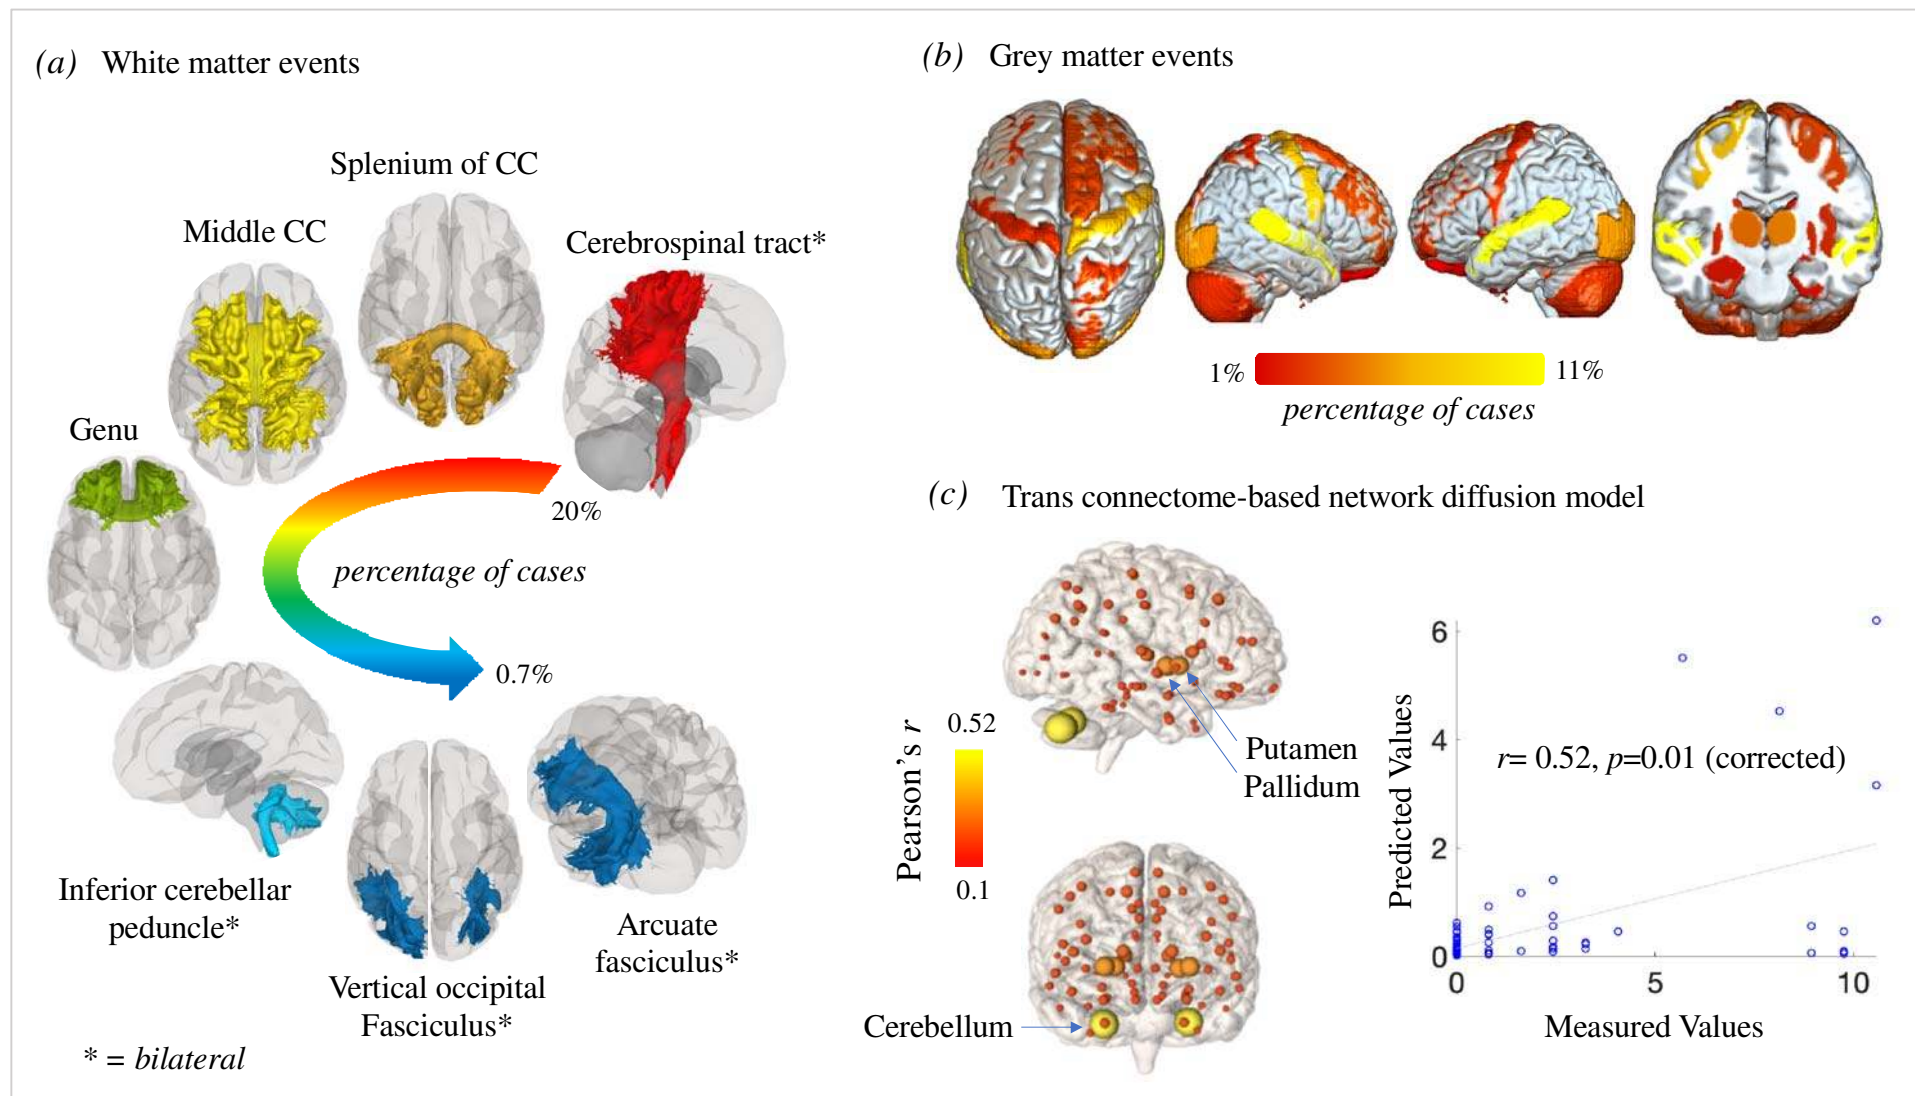 (a) White matter events
Splenium of CC
Middle CC
Cerebrospinal tract*
Genu
20%
percentage of cases
0.7%
Inferior cerebellar
peduncle*
Vertical occipital
Fasciculus*
Arcuate
fasciculus*
* = bilateral
(b) Grey matter events
1%
11%
percentage of cases
(c) Trans connectome-based network diffusion model
Pearson's r
0.52
0.1
Putamen
Pallidum
Cerebellum
Predicted Values
6
4
2
0
r= 0.52, p=0.01 (corrected)
0 5 10
Measured Values